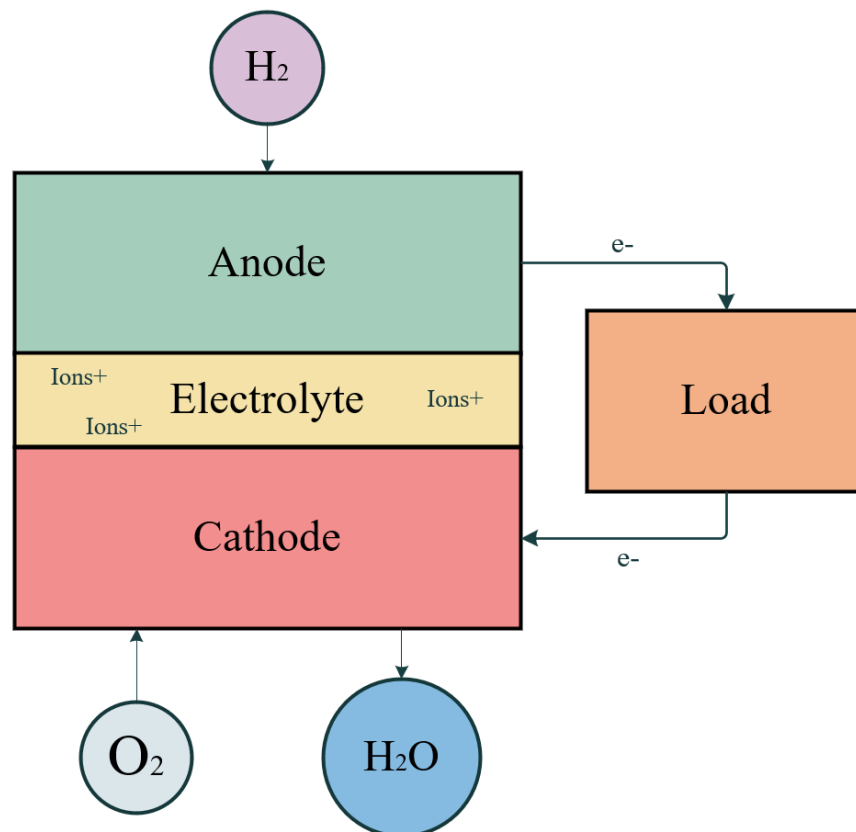 H₂
Anode
e-
Ions+
Electrolyte
Ions+
Ions+
Load
Cathode
e-
O₂
H₂O